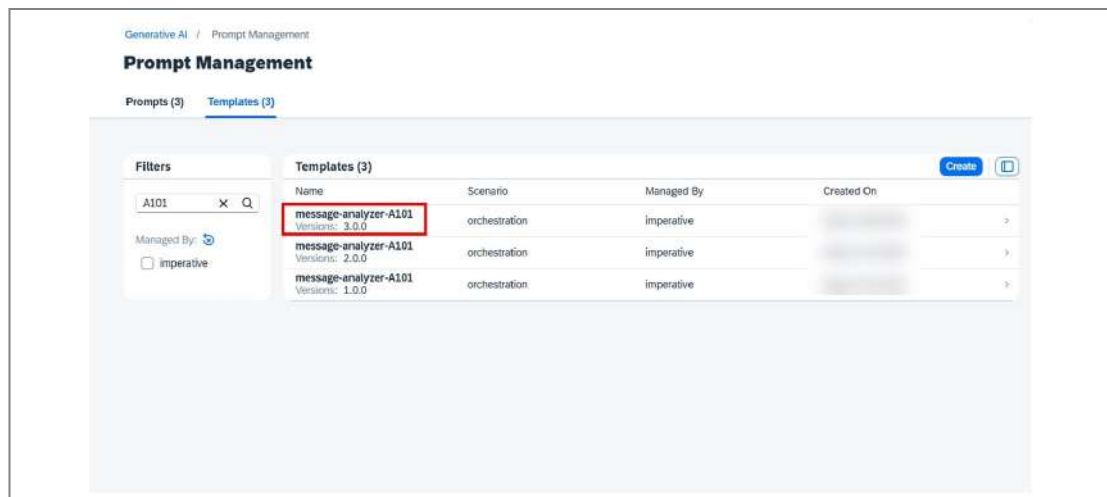 Generative AI / Prompt Management
Prompt Management
Prompts (3) Templates (3)
Filters
A101
Managed By:
imperative
Templates (3) Create
Name Scenario Managed By Created On
message-analyzer-A101 orchestration imperative
Versions: 3.0.0
message-analyzer-A101 orchestration imperative
Versions: 2.0.0
message-analyzer-A101 orchestration imperative
Versions: 1.0.0